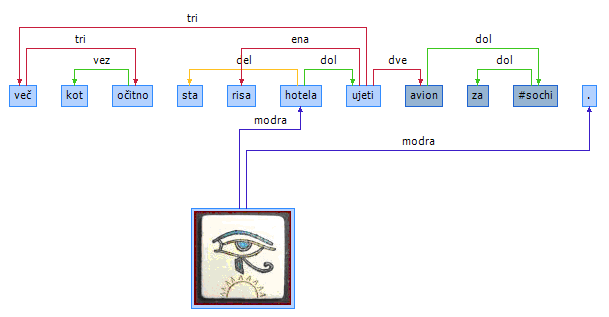 tri
tri ena dol
vez del dol dve dol
več kot očitno sta risa hotela ujeti avion za #sochi .
modra
modra